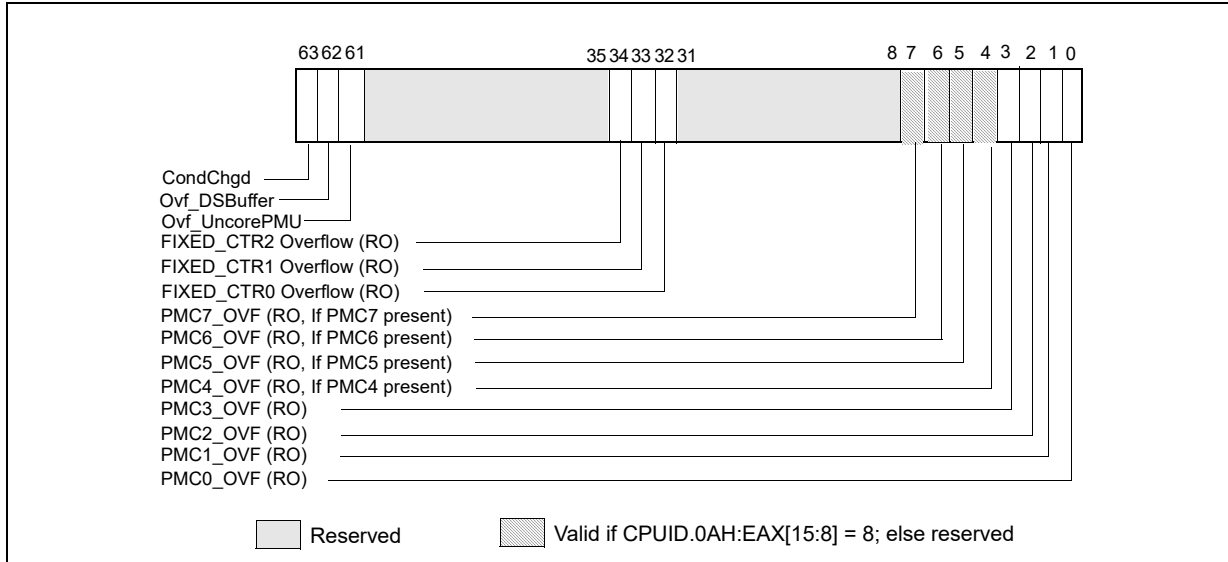 63 62 61 35 34 33 32 31 8 7 6 5 4 3 2 1 0
CondChgd
Ovf_DSBuffer
Ovf_UncorePMU
FIXED_CTR2 Overflow (RO)
FIXED_CTR1 Overflow (RO)
FIXED_CTR0 Overflow (RO)
PMC7_OVF (RO, If PMC7 present)
PMC6_OVF (RO, If PMC6 present)
PMC5_OVF (RO, If PMC5 present)
PMC4_OVF (RO, If PMC4 present)
PMC3_OVF (RO)
PMC2_OVF (RO)
PMC1_OVF (RO)
PMC0_OVF (RO)
Reserved Valid if CPUID.0AH:EAX[15:8] = 8; else reserved